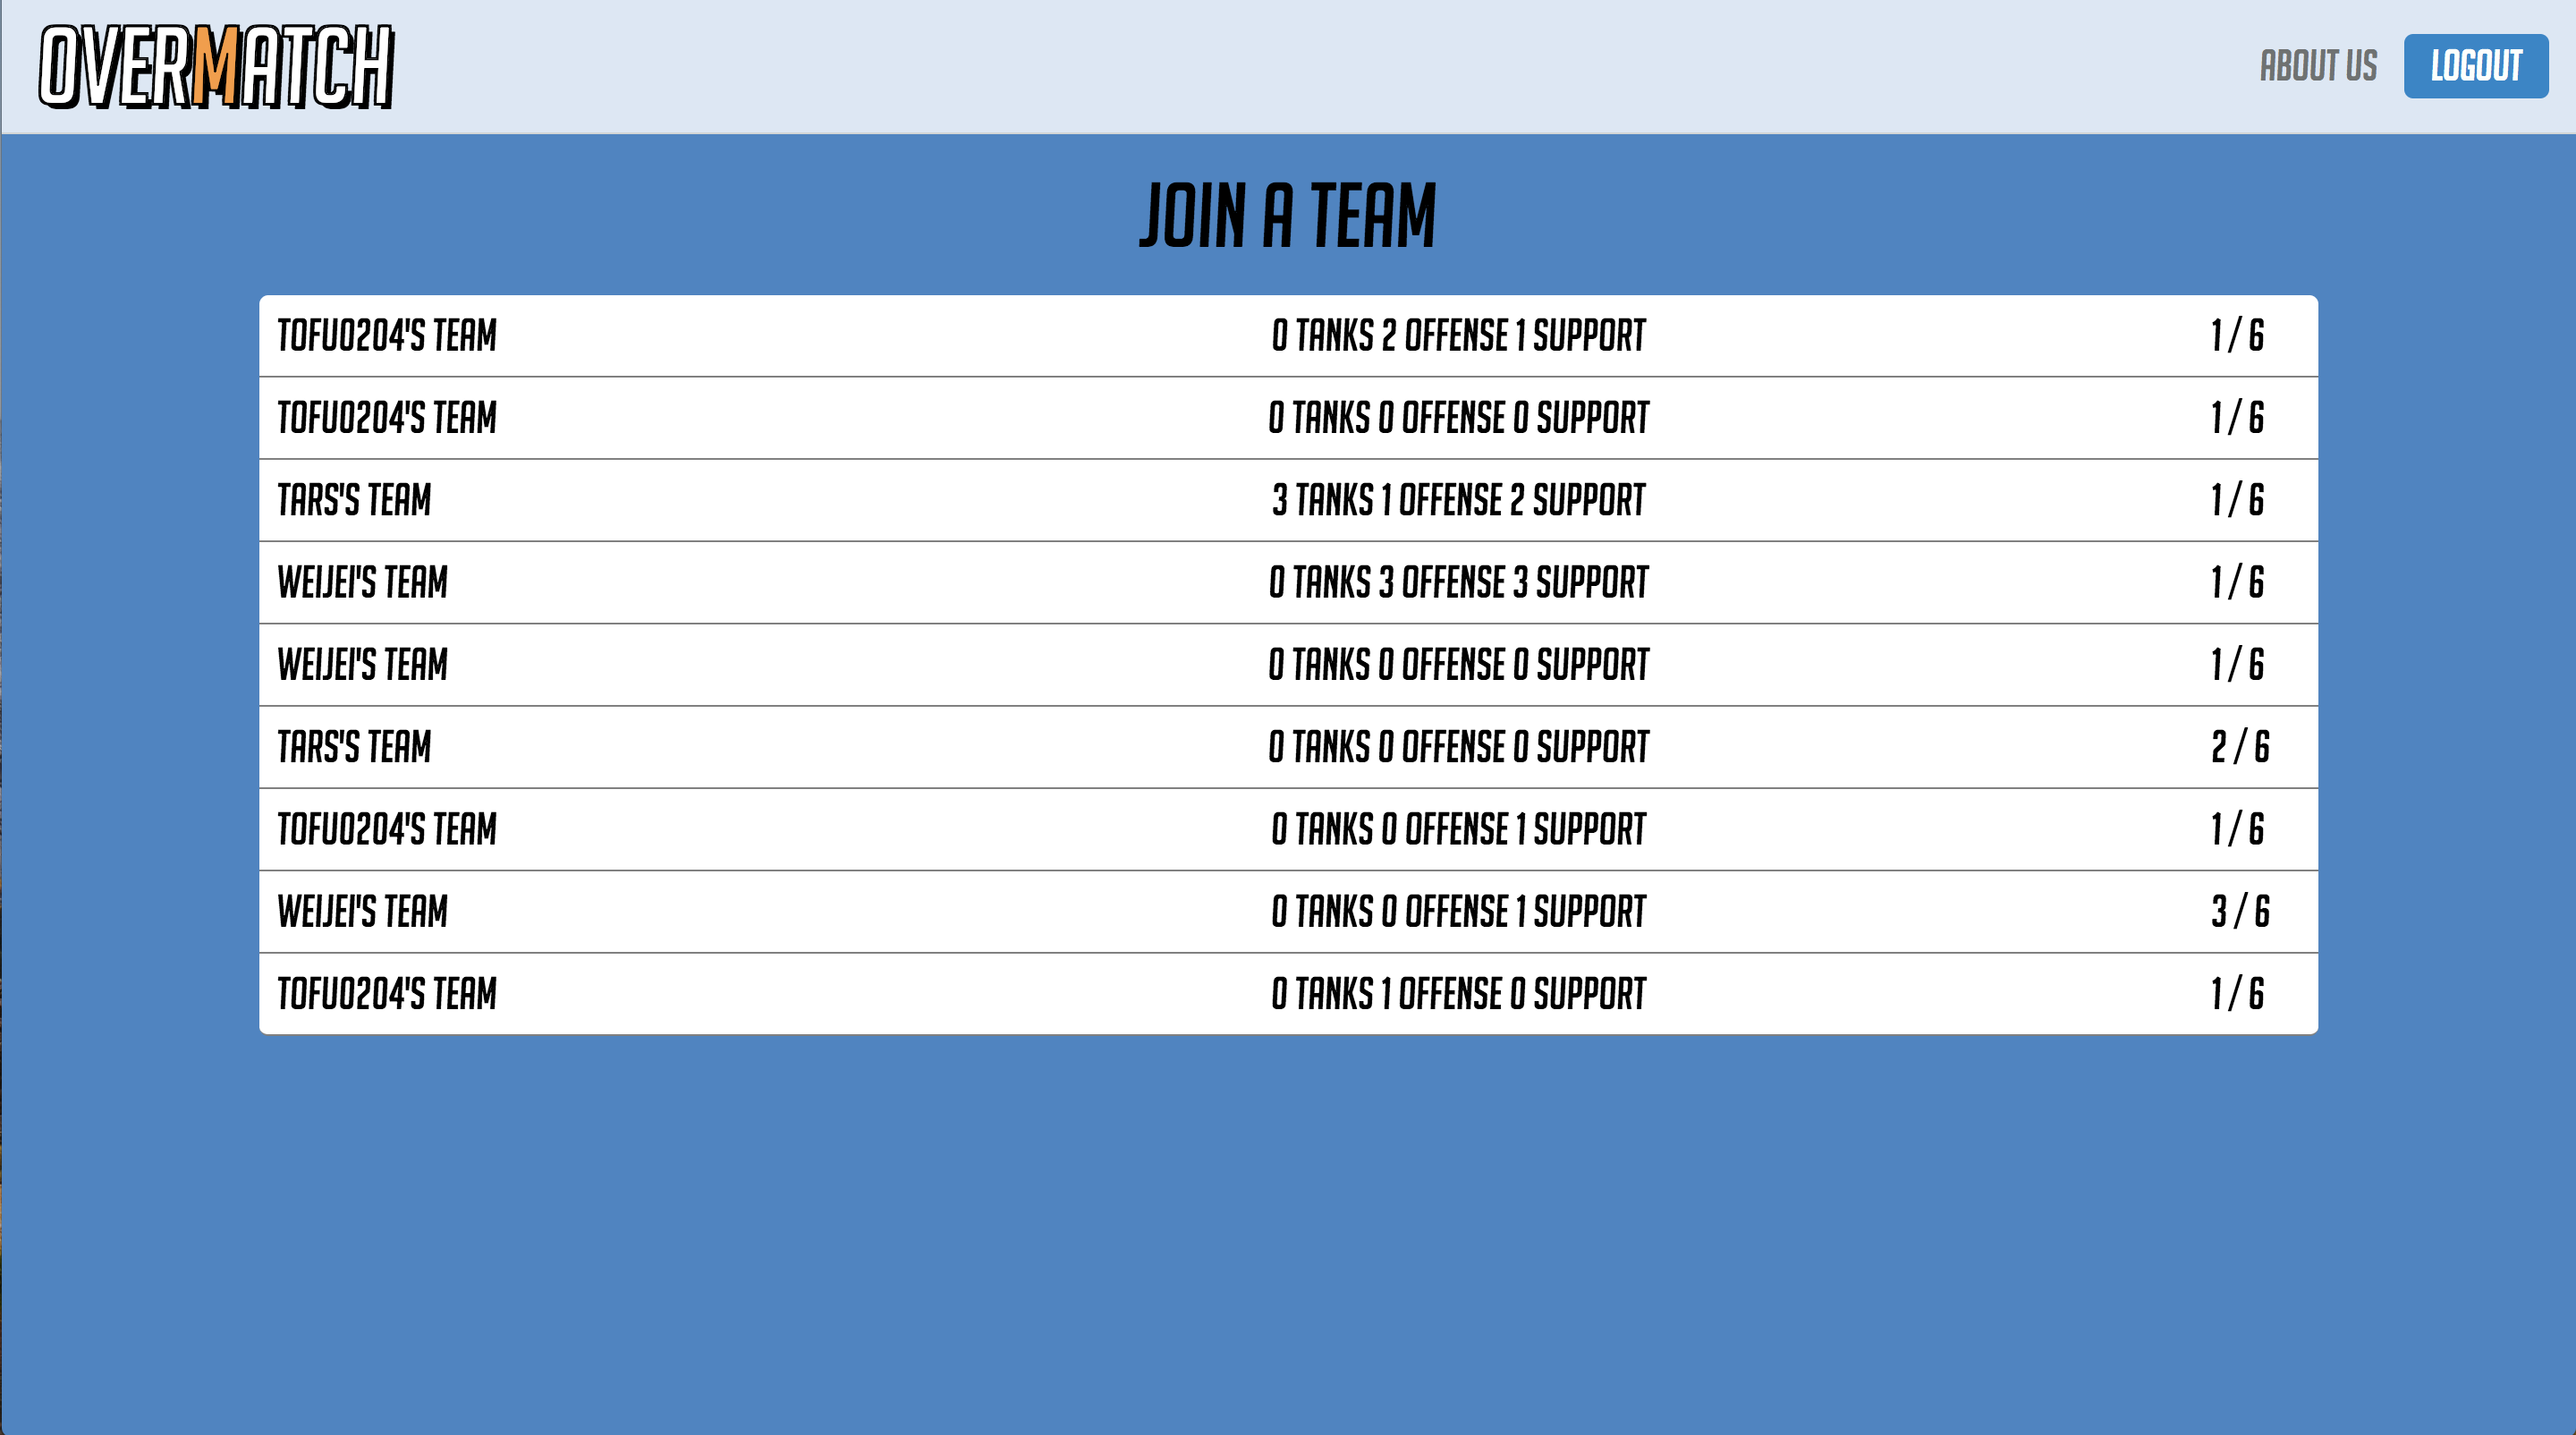 OVERMATCH
ABOUT US
LOGOUT
JOIN A TEAM
TOFU0204'S TEAM 0 TANKS 2 OFFENSE 1 SUPPORT 1 / 6
TOFU0204'S TEAM 0 TANKS 0 OFFENSE 0 SUPPORT 1 / 6
TARS'S TEAM 3 TANKS 1 OFFENSE 2 SUPPORT 1 / 6
WEIJEI'S TEAM 0 TANKS 3 OFFENSE 3 SUPPORT 1 / 6
WEIJEI'S TEAM 0 TANKS 0 OFFENSE 0 SUPPORT 1 / 6
TARS'S TEAM 0 TANKS 0 OFFENSE 0 SUPPORT 2 / 6
TOFU0204'S TEAM 0 TANKS 0 OFFENSE 1 SUPPORT 1 / 6
WEIJEI'S TEAM 0 TANKS 0 OFFENSE 1 SUPPORT 3 / 6
TOFU0204'S TEAM 0 TANKS 1 OFFENSE 0 SUPPORT 1 / 6